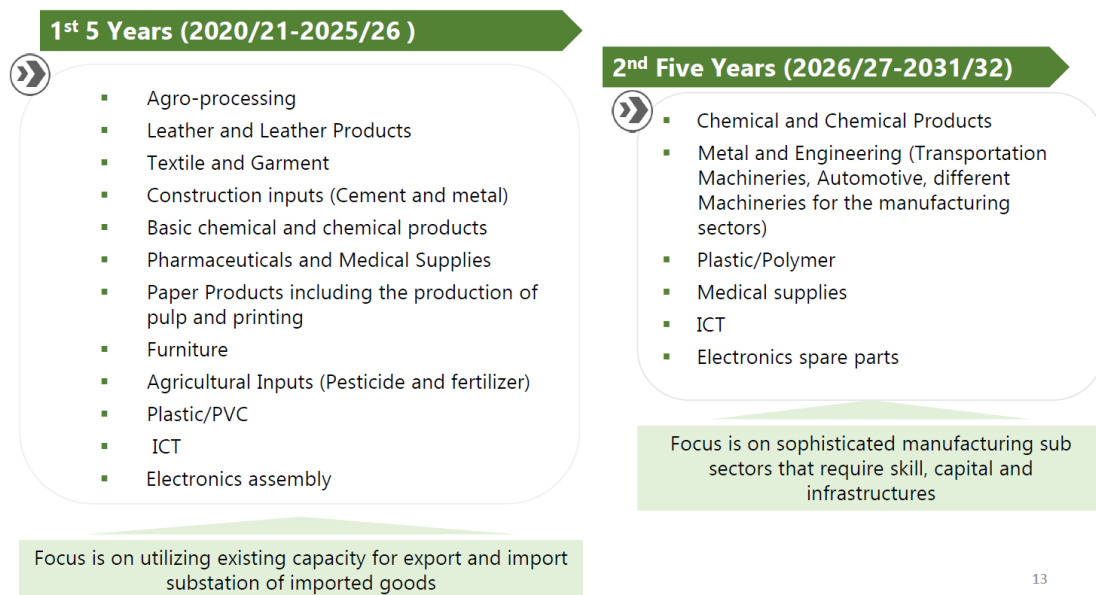 1st 5 Years (2020/21-2025/26 )
Agro-processing
Leather and Leather Products
Textile and Garment
Construction inputs (Cement and metal)
Basic chemical and chemical products
Pharmaceuticals and Medical Supplies
Paper Products including the production of
pulp and printing
Furniture
Agricultural Inputs (Pesticide and fertilizer)
Plastic/PVC
ICT
Electronics assembly
Focus is on utilizing existing capacity for export and import
substation of imported goods
2nd Five Years (2026/27-2031/32)
Chemical and Chemical Products
Metal and Engineering (Transportation
Machineries, Automotive, different
Machineries for the manufacturing
sectors)
Plastic/Polymer
Medical supplies
ICT
Electronics spare parts
Focus is on sophisticated manufacturing sub
sectors that require skill, capital and
infrastructures
13